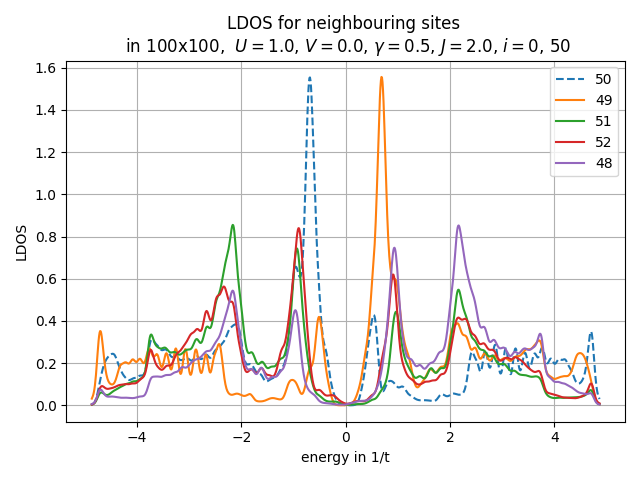 LDOS for neighbouring sites
in 100x100, U = 1.0, V = 0.0, γ = 0.5, J = 2.0, i = 0, 50
1.6
1.4
1.2
1.0
0.8
0.6
0.4
0.2
0.0
LDOS
50
49
51
52
48
−4 −2 0 2 4
energy in 1/t